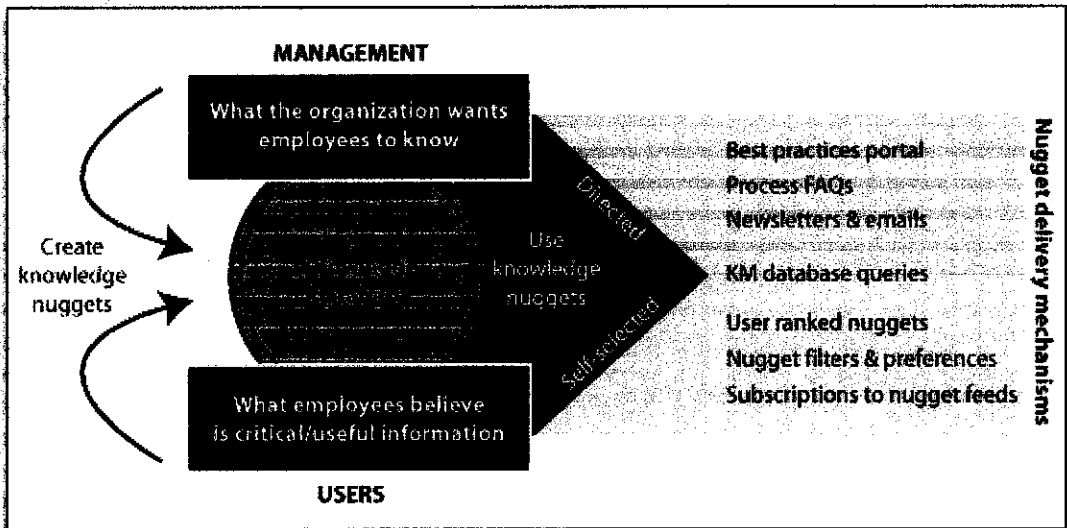 MANAGEMENT
What the organization wants
employees to know
Create
knowledge
nuggets
Use
knowledge
nuggets
Directed
Self-selected
What employees believe
is critical/useful information
USERS
Best practices portal
Process FAQs
Newsletters & emails
KM database queries
User ranked nuggets
Nugget filters & preferences
Subscriptions to nugget feeds
Nugget delivery mechanisms